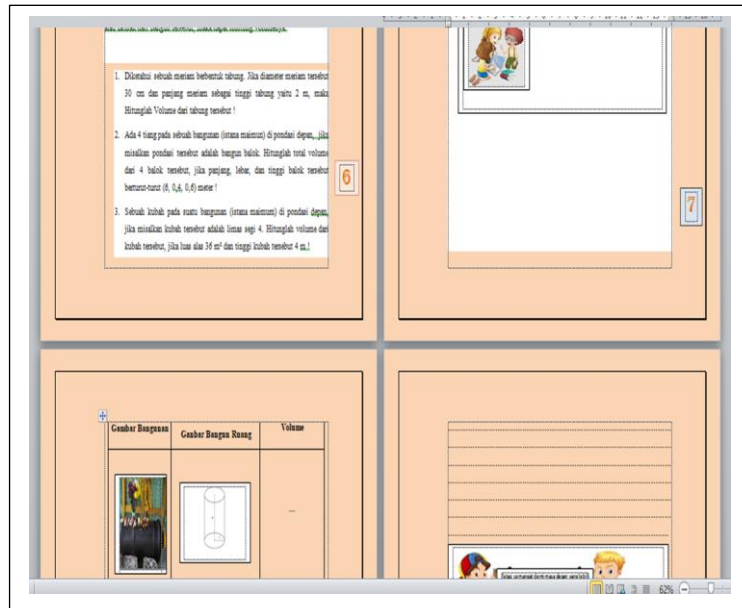 1. Diketahui sebuah meriam berbentuk tabung. Jika diameter meriam tersebut
30 cm dan panjang meriam sebagai tinggi tabung yaitu 2 m, maka
Hitunglah Volume dari tabung tersebut !
2. Ada 4 tiang pada sebuah bangunan (istana maimun) di pondasi depan, jika
misalkan pondasi tersebut adalah bangun balok. Hitunglah total volume
dari 4 balok tersebut, jika panjang, lebar, dan tinggi balok tersebut
berturut-turut (6, 0,4, 0,6) meter !
3. Sebuah kubah pada suatu bangunan (istana maimum) di pondasi depan,
jika misalkan kubah tersebut adalah limas segi 4. Hitunglah volume dari
kubah tersebut, jika luas alas 36 m² dan tinggi kubah tersebut 4 m !
6
7
Gambar Bangunan
Gambar Bangun Ruang
Volume
...
62%